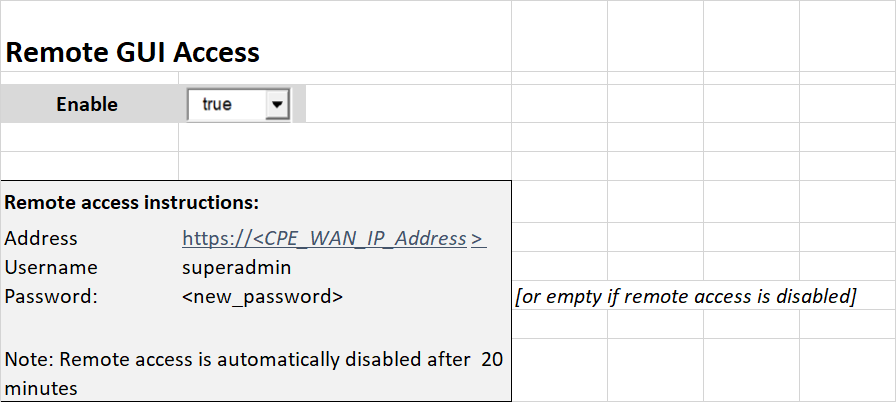 Remote GUI Access
Enable true
Remote access instructions:
Address https://<CPE_WAN_IP_Address >
Username superadmin
Password: <new_password> [or empty if remote access is disabled]
Note: Remote access is automatically disabled after  20
minutes